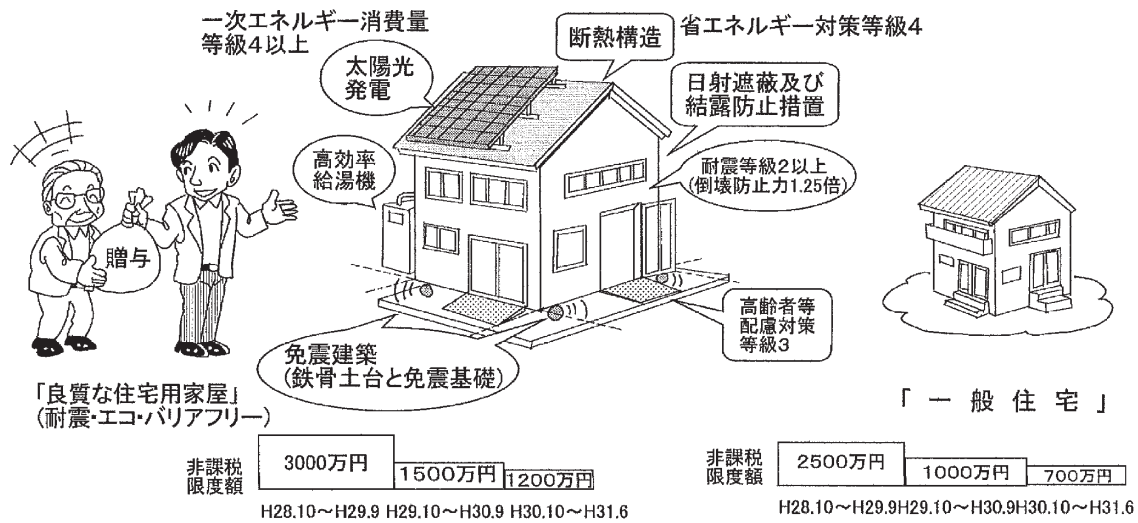 一次エネルギー消費量
等級4以上
太陽光
発電
断熱構造
省エネルギー対策等級4
日射遮蔽及び
結露防止措置
高効率
給湯機
耐震等級2以上
(倒壊防止力1.25倍)
贈与
高齢者等
配慮対策
等級3
免震建築
(鉄骨土台と免震基礎)
「良質な住宅用家屋」
(耐震・エコ・バリアフリー)
「一般住宅」
非課税
限度額
3000万円
1500万円
1200万円
H28.10～H29.9 H29.10～H30.9 H30.10～H31.6
非課税
限度額
2500万円
1000万円
700万円
H28.10～H29.9H29.10～H30.9H30.10～H31.6